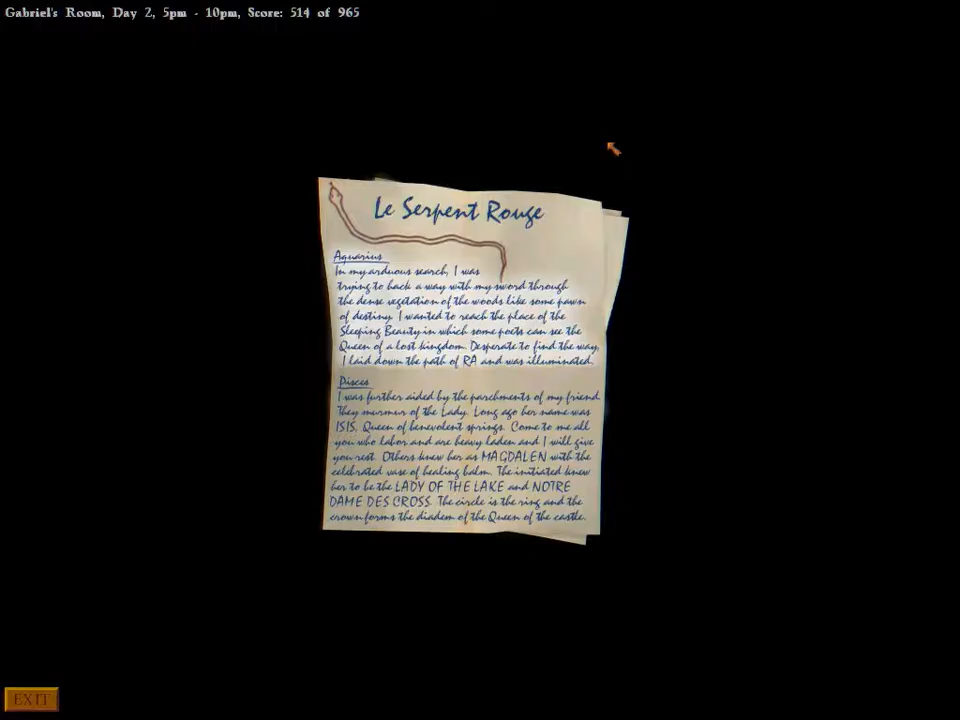 Gabriel's Room, Day 2, 5pm - 10pm, Score: 514 of 965
Le Serpent Rouge
Aquarius
In my arduous search, I was
trying to hack a way with my sword through
the dense vegetation of the woods like some pawn
of destiny. I wanted to reach the place of the
Sleeping Beauty in which some poets can see the
Queen of a lost kingdom. Desperate to find the way,
I laid down the path of RA and was illuminated.
Pisces
I was further aided by the parchments of my friend.
They murmur of the Lady. Long ago her name was
ISIS, Queen of benevolent springs. Come to me all
you who labor and are heavy laden and I will give
you rest. Others knew her as MAGDALEN with the
celebrated vase of healing balm. The initiated knew
her to be the LADY OF THE LAKE and NOTRE
DAME DES CROSS. The circle is the ring and the
crown forms the diadem of the Queen of the castle.
EXIT